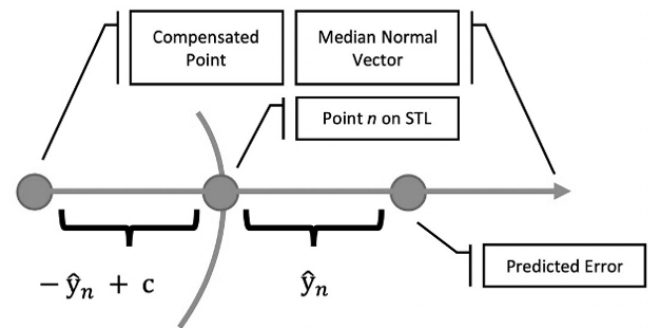 Compensated
Point
Median Normal
Vector
Point n on STL
Predicted Error
− ŷₙ + c
ŷₙ